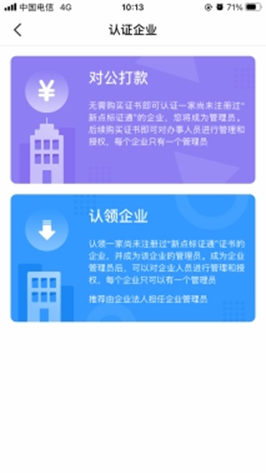 中国电信 4G 10:13 71%
认证企业
对公打款
无需购买证书即可认证一家尚未注册过“
新点标证通”的企业，您将成为管理员。
后续购买证书即可对办事人员进行管理和
授权，每个企业只有一个管理员
认领企业
认领一家尚未注册过“新点标证通”证书的
企业，并成为该企业的管理员。成为企业
管理员后，可以对企业人员进行管理和授
权，每个企业只可以有一个管理员
推荐由企业法人担任企业管理员